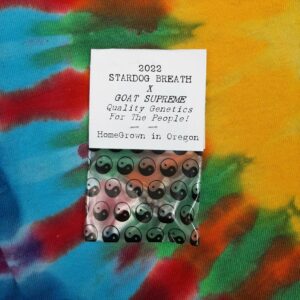 2022
STARDOG BREATH
X
GOAT SUPREME
Quality Genetics
For The People!
HomeGrown in Oregon